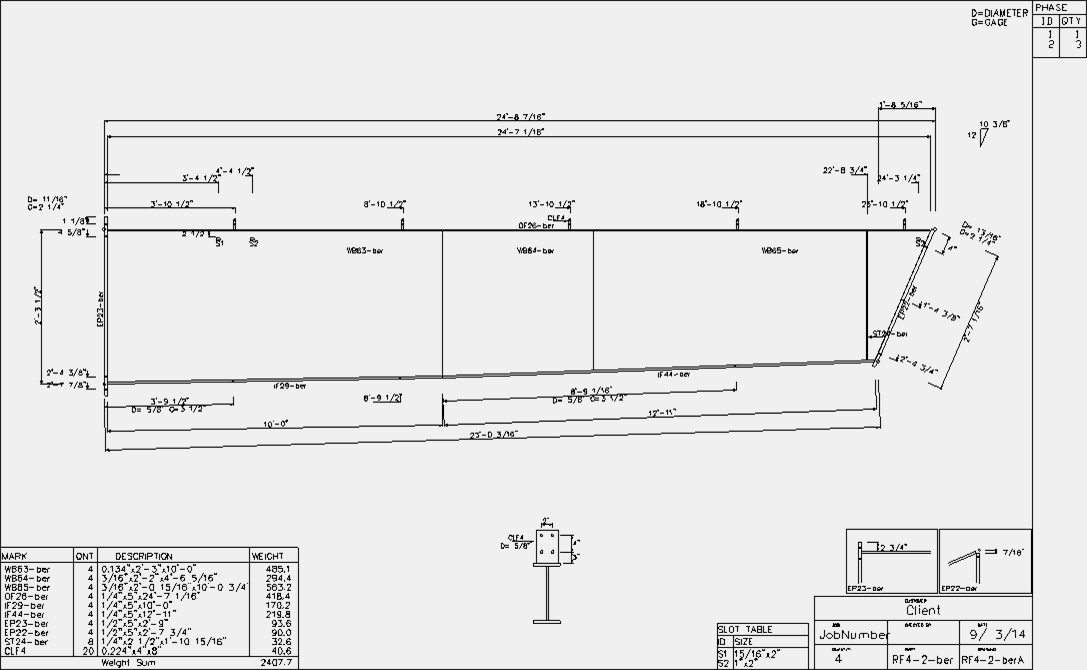 D=DIAMETER
G=GAGE
PHASE
ID QTY
1 1
2 3
1'-8 5/16"
24'-8 7/16"
24'-7 1/16"
10 3/8"
12
4'-4 1/2"
3'-4 1/2"
22'-8 3/4"
24'-3 1/4"
D= 11/16"
G=2 1/4"
3'-10 1/2"
8'-10 1/2"
13'-10 1/2"
18'-10 1/2"
23'-10 1/2"
1 1/8"
4 5/8"
CLF4
OF26-ber
2 1/2"
S1
S2
S2
D= 13/16"
G=2 1/4"
4"
WB63-ber
WB64-ber
WB65-ber
2'-3 1/2"
EP23-ber
EP22-ber
1'-4 3/8"
2'-7 1/16"
ST24-ber
2'-4 3/4"
2'-4 3/8"
2'-7 7/8"
IF29-ber
IF44-ber
3'-9 1/2"
D= 5/8" G=3 1/2"
8'-9 1/2"
8'-9 1/16"
D= 5/8" G=3 1/2"
12'-11"
10'-0"
23'-0 3/16"
2"
CLF4
D= 5/8"
4"
3"
MARK QNT DESCRIPTION WEIGHT
WB63-ber 4 0.134"x2'-3"x10'-0" 485.1
WB64-ber 4 3/16"x2'-2"x4'-6 5/16" 294.4
WB65-ber 4 3/16"x2'-0 15/16"x10'-0 3/4" 563.2
OF26-ber 4 1/4"x5"x24'-7 1/16" 418.4
IF29-ber 4 1/4"x5"x10'-0" 170.2
IF44-ber 4 1/4"x5"x12'-11" 219.8
EP23-ber 4 1/2"x5"x2'-9" 93.6
EP22-ber 4 1/2"x5"x2'-7 3/4" 90.0
ST24-ber 8 1/4"x2 1/2"x1'-10 15/16" 32.6
CLF4 20 0.224"x4"x8" 40.6
Weight Sum 2407.7
2 3/4"
EP23-ber
7/16"
EP22-ber
SLOT TABLE
ID SIZE
S1 15/16"x2"
S2 1"x2"
CUSTOMER
Client
JOB
JobNumber
DATE
9/ 3/14
4
RF4-2-ber
RF4-2-berA